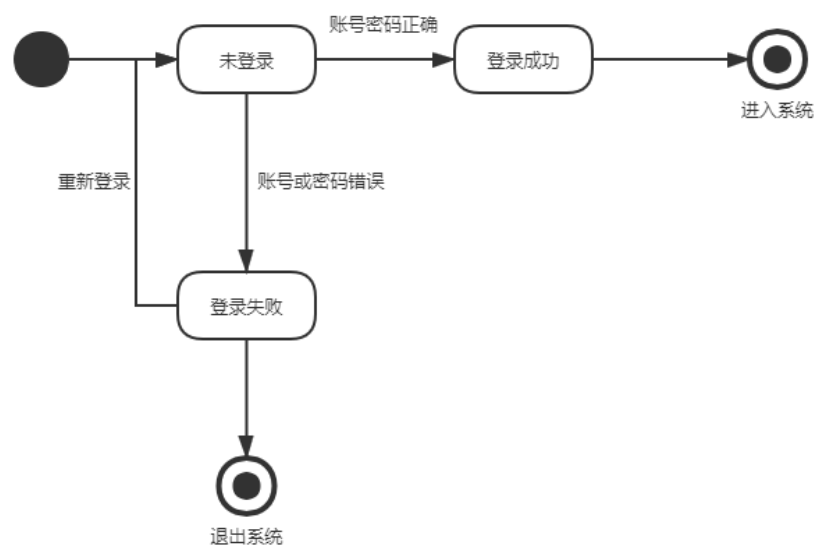 账号密码正确
未登录
登录成功
进入系统
重新登录
账号或密码错误
登录失败
退出系统